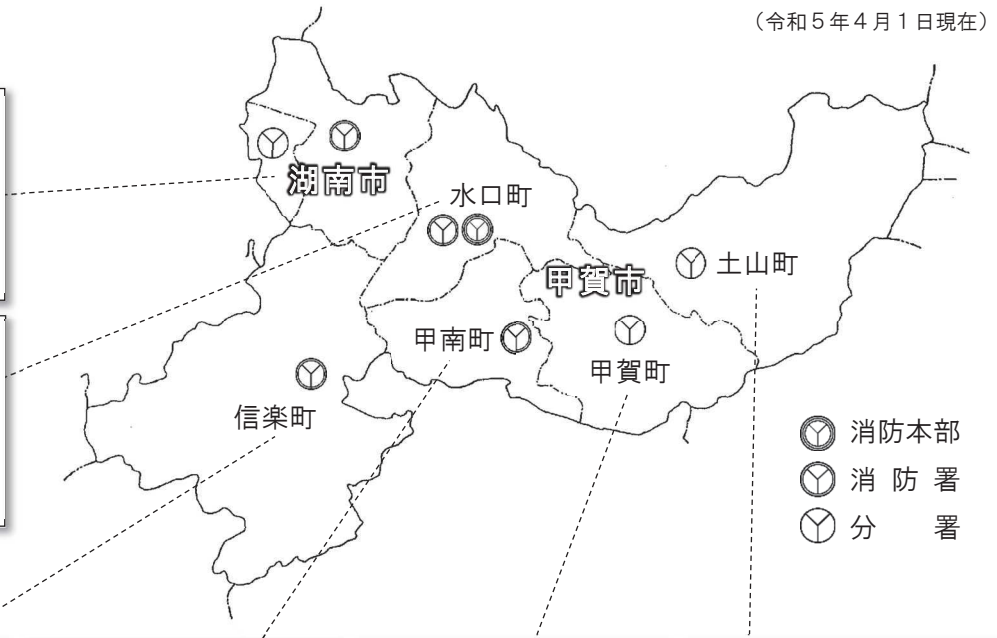 （令和５年４月１日現在）
湖南市
水口町
土山町
甲賀市
甲南町
甲賀町
信楽町
消防本部
消防署
分署